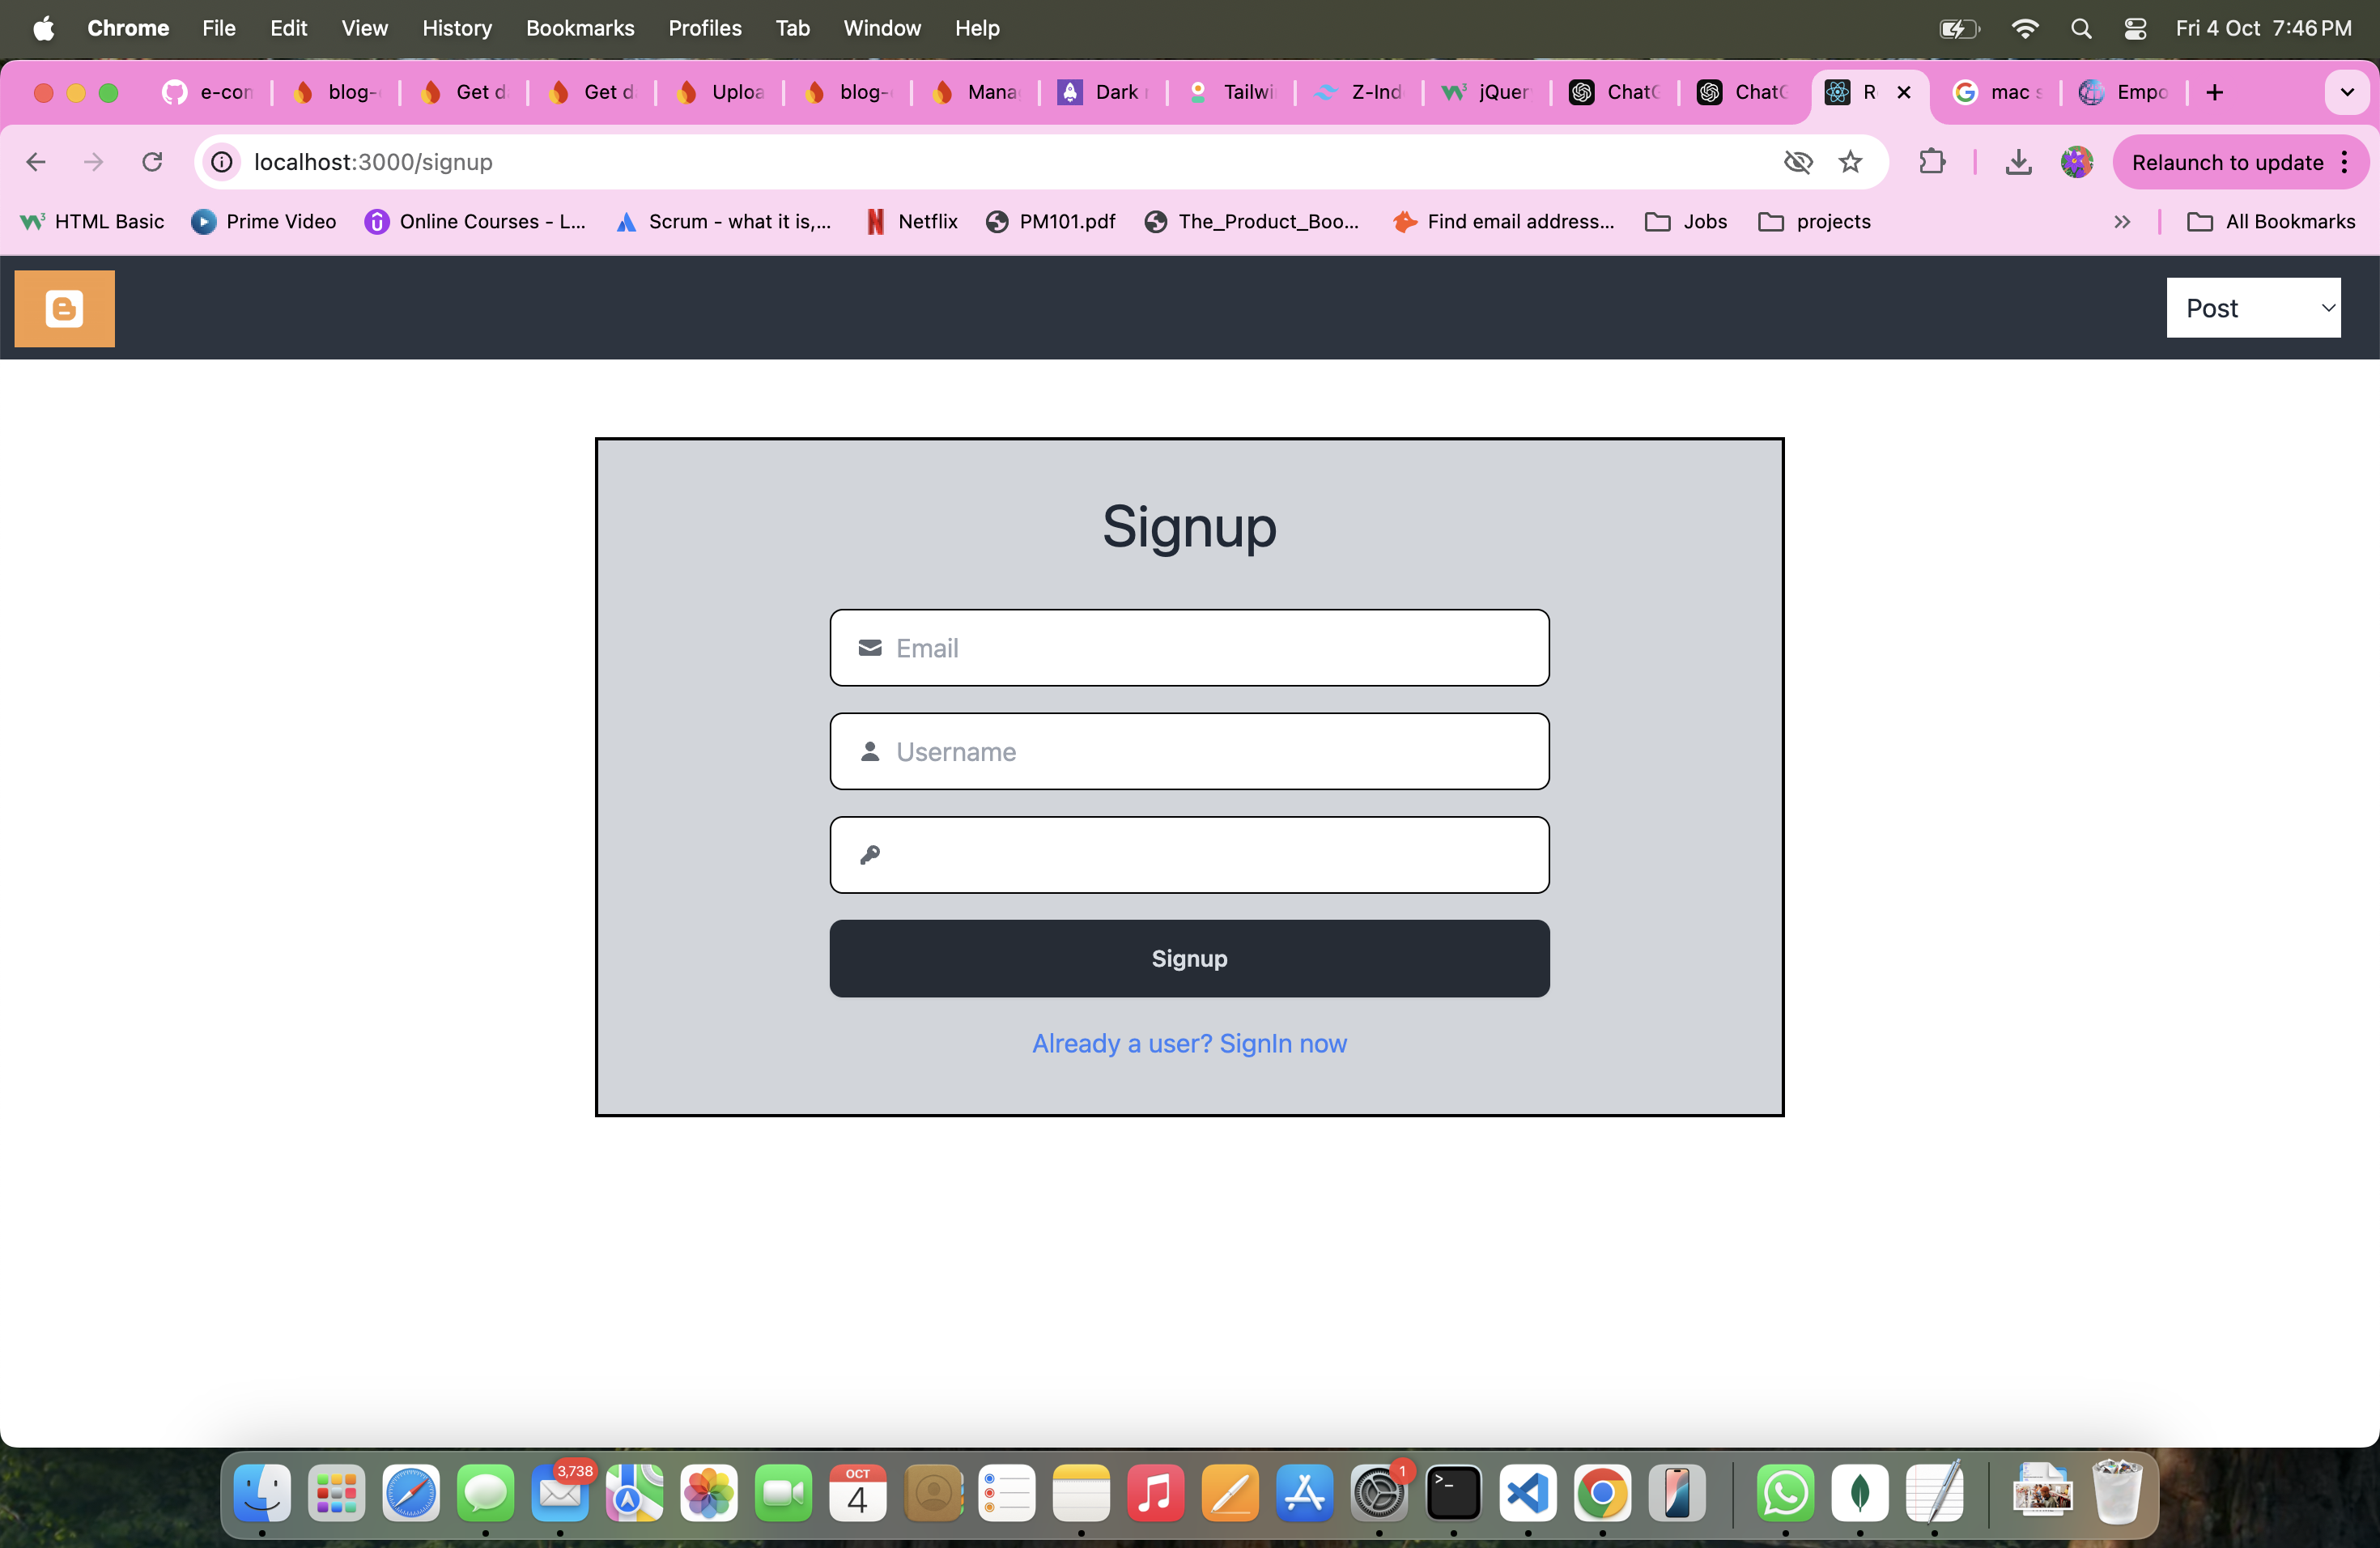 Chrome File Edit View History Bookmarks Profiles Tab Window Help Fri 4 Oct 7:46 PM
e-con blog- Get d Get d Uploa blog- Mana Dark Tailwi Z-Ind jQuer Chat Chat R mac s Empo
localhost:3000/signup Relaunch to update
HTML Basic Prime Video Online Courses - L... Scrum - what it is,... Netflix PM101.pdf The_Product_Boo... Find email address... Jobs projects All Bookmarks
Post
Signup
Email
Username
Signup
Already a user? SignIn now
3,738
OCT
4
1